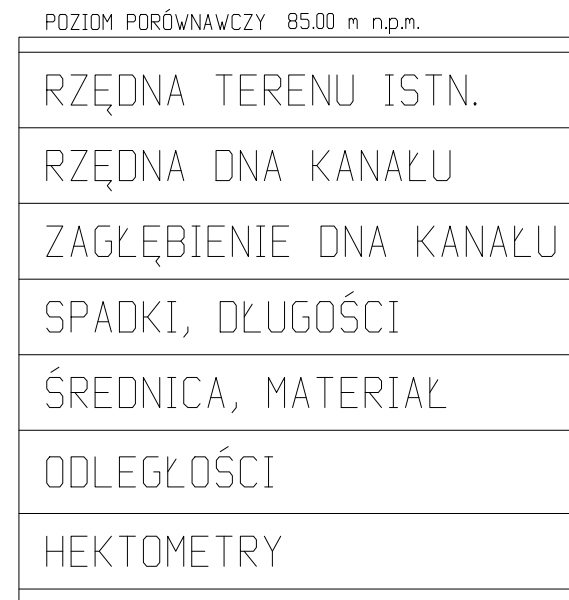 POZIOM PORÓWNAWCZY 85.00 m n.p.m.
RZĘDNA TERENU ISTN.
RZĘDNA DNA KANAŁU
ZAGŁĘBIENIE DNA KANAŁU
SPADKI, DŁUGOŚCI
ŚREDNICA, MATERIAŁ
ODLEGŁOŚCI
HEKTOMETRY